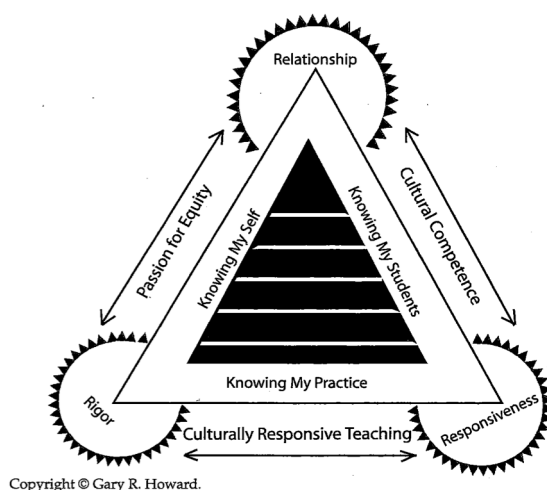 Relationship
Passion for Equity
Knowing My Self
Knowing My Students
Cultural Competence
Knowing My Practice
Rigor
Culturally Responsive Teaching
Responsiveness
Copyright © Gary R. Howard.